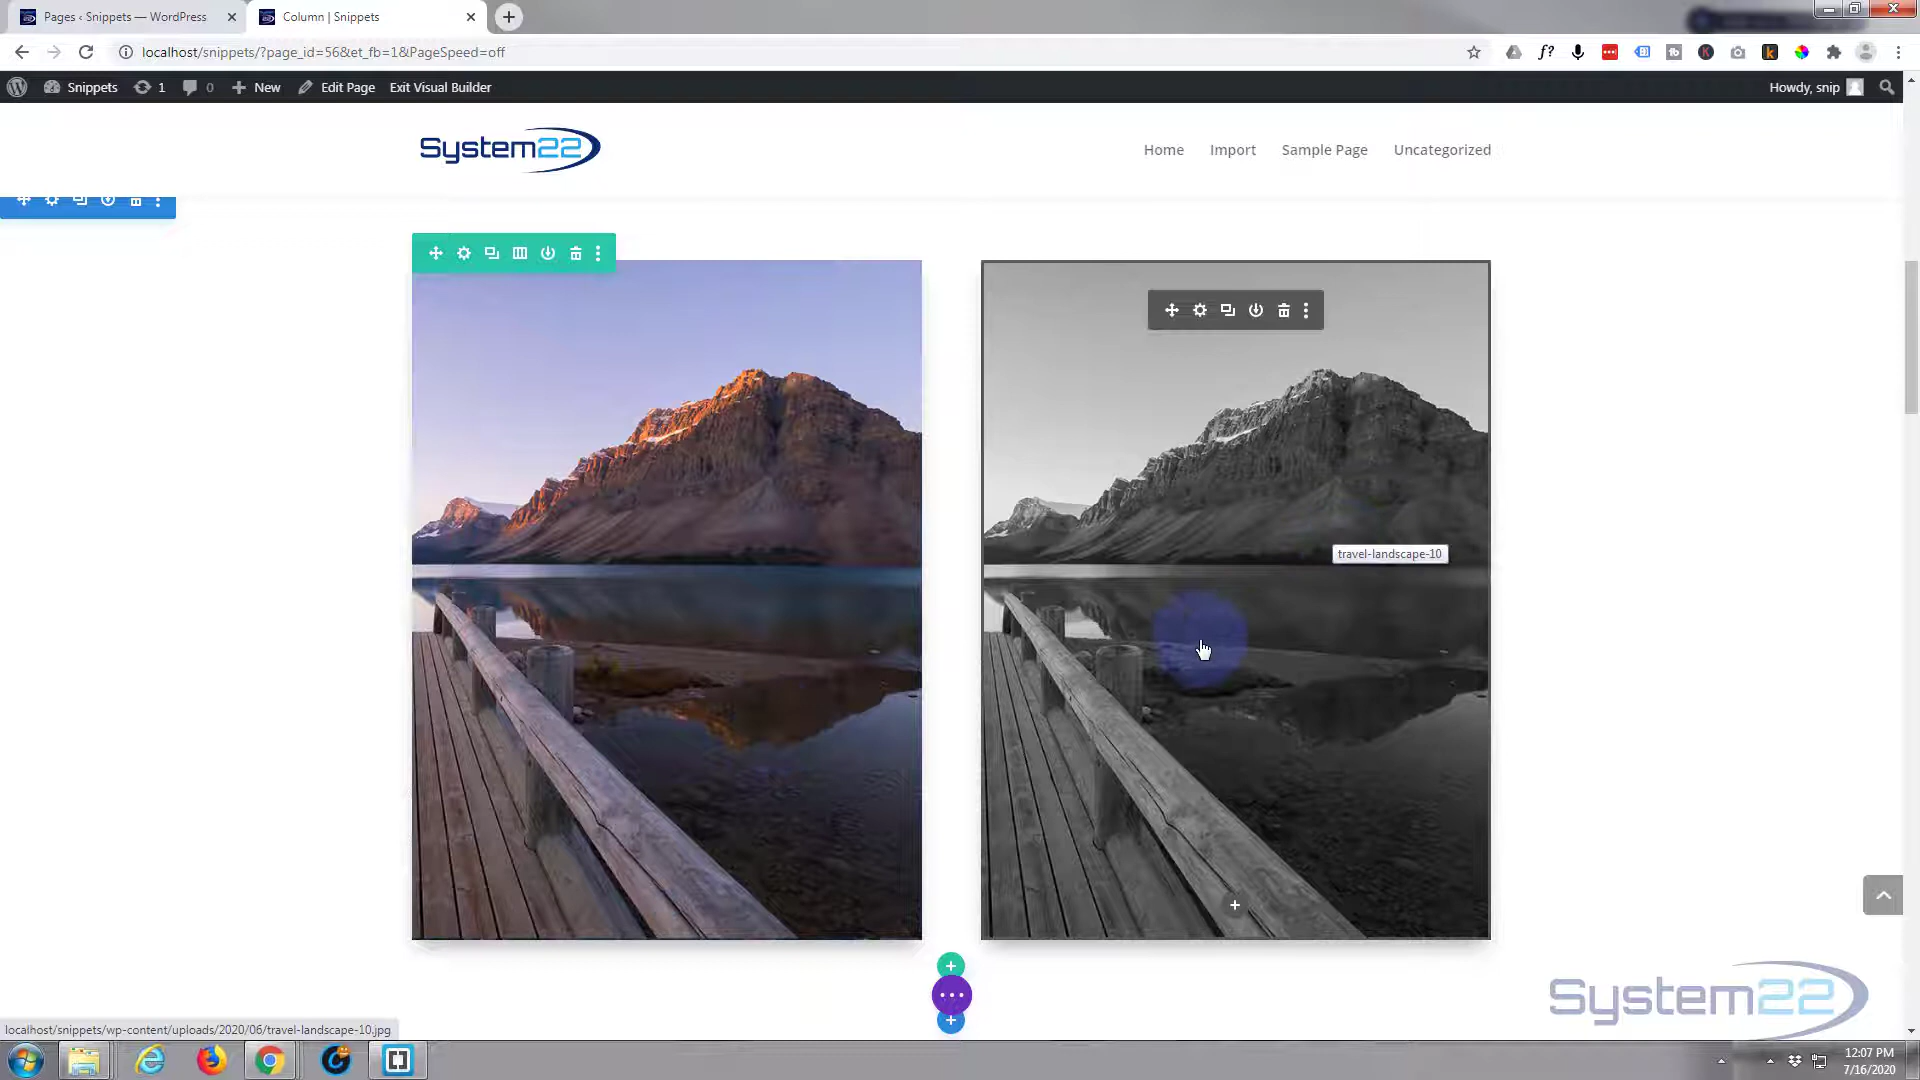 Pages ‹ Snippets — WordPress
Column | Snippets
localhost/snippets/?page_id=56&et_fb=1&PageSpeed=off
Snippets 1 0 New Edit Page Exit Visual Builder Howdy, snip
System22
Home Import Sample Page Uncategorized
travel-landscape-10
System22
localhost/snippets/wp-content/uploads/2020/06/travel-landscape-10.jpg
12:07 PM
7/16/2020